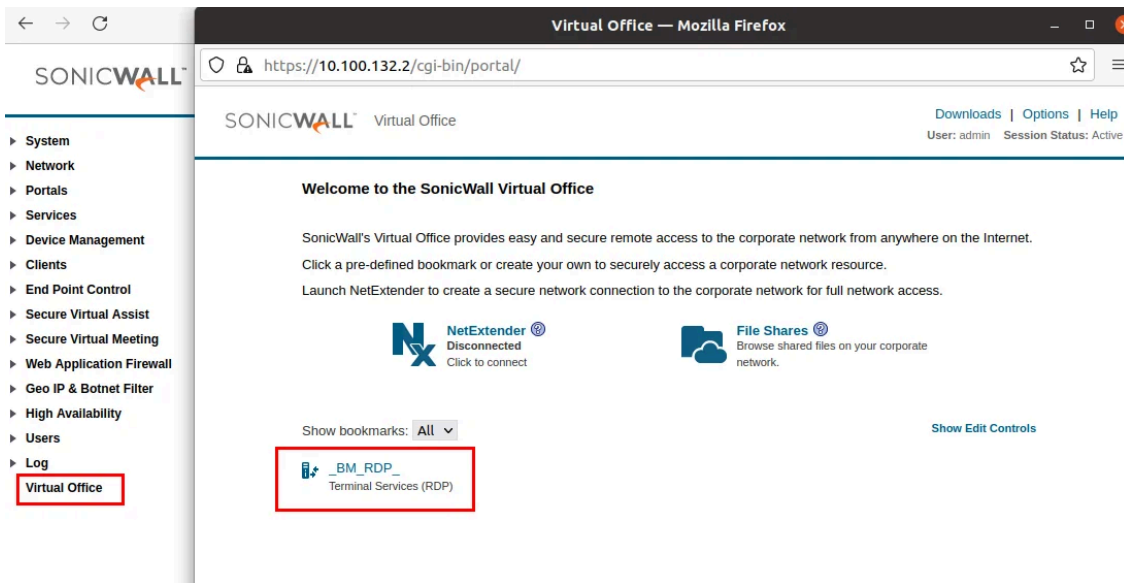 Virtual Office — Mozilla Firefox
SONICWALL
https://10.100.132.2/cgi-bin/portal/
SONICWALL Virtual Office
Downloads | Options | Help
User: admin Session Status: Active
System
Network
Portals
Services
Device Management
Clients
End Point Control
Secure Virtual Assist
Secure Virtual Meeting
Web Application Firewall
Geo IP & Botnet Filter
High Availability
Users
Log
Virtual Office
Welcome to the SonicWall Virtual Office
SonicWall's Virtual Office provides easy and secure remote access to the corporate network from anywhere on the Internet.
Click a pre-defined bookmark or create your own to securely access a corporate network resource.
Launch NetExtender to create a secure network connection to the corporate network for full network access.
NX
NetExtender
Disconnected
Click to connect
File Shares
Browse shared files on your corporate
network.
Show bookmarks: All
Show Edit Controls
_BM_RDP_
Terminal Services (RDP)